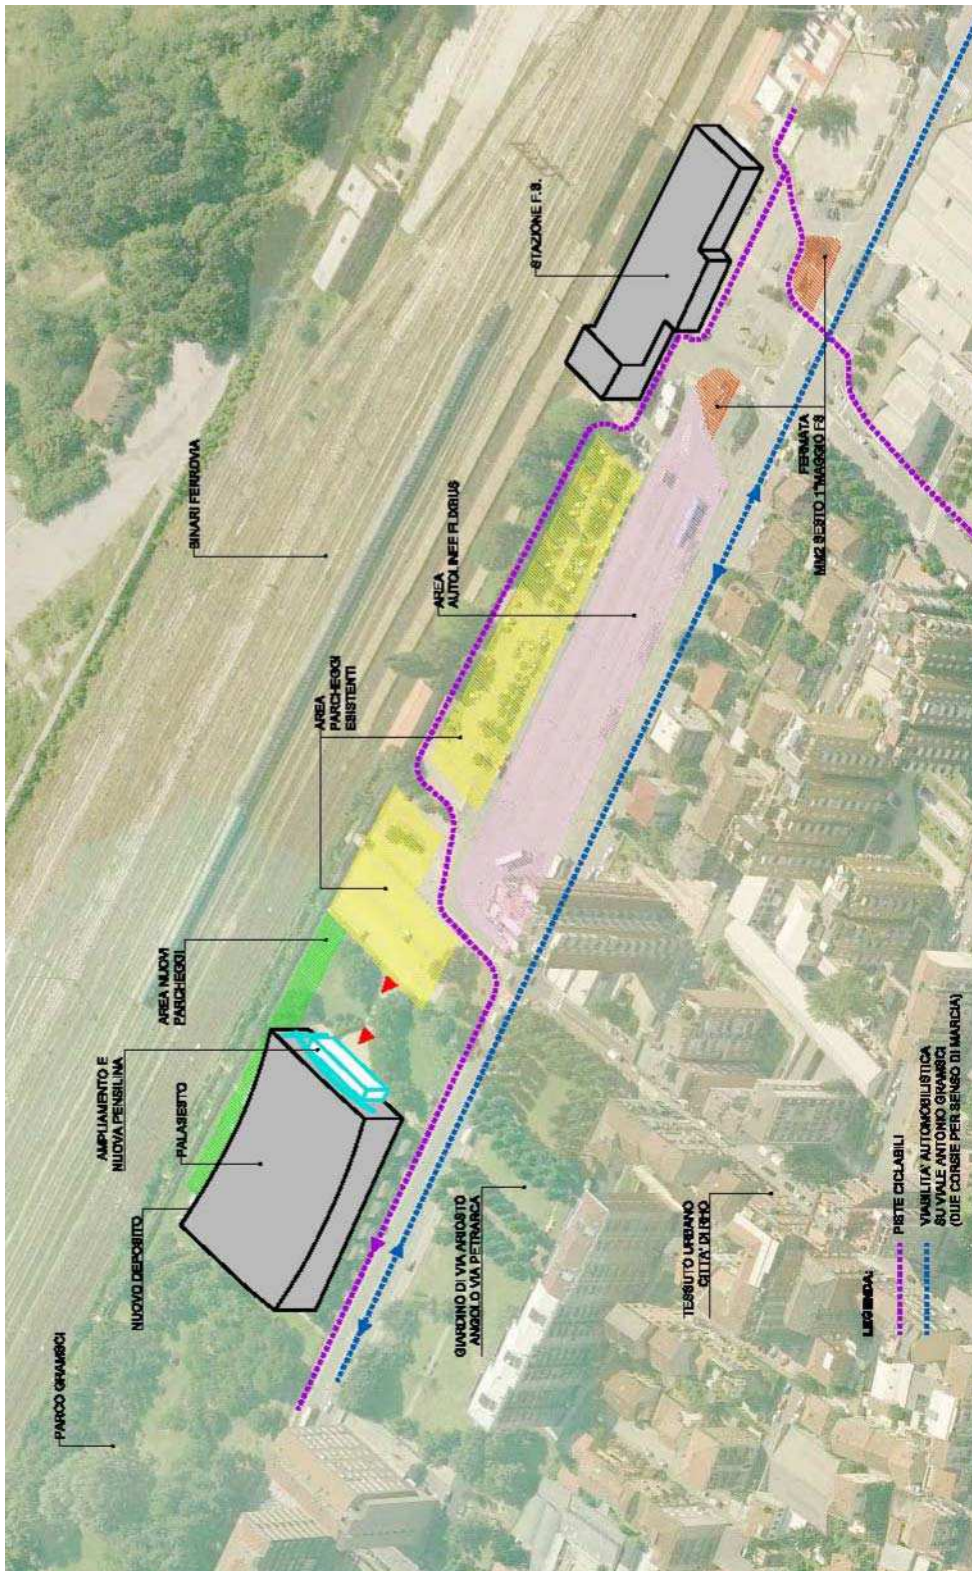 PARCO GRAMSCI
NUOVO DEPOSITO
PALASESTO
AMPLIAMENTO E
NUOVA PENSILINA
AREA NUOVI
PARCHEGGI
AREA
PARCHEGGI
ESISTENTI
BINARI FERROVIA
AREA
AUTOLINEE FLIXBUS
STAZIONE F.S.
GIARDINO DI VIA ARIOSTO
ANGOLO VIA PETRARCA
TESSUTO URBANO
CITTA' DI RHO
FERMATA
MM2 SESTO 1°MAGGIO FS
LEGENDA:
PISTE CICLABILI
VIABILITA' AUTOMOBILISTICA
SU VIALE ANTONIO GRAMSCI
(DUE CORSIE PER SENSO DI MARCIA)